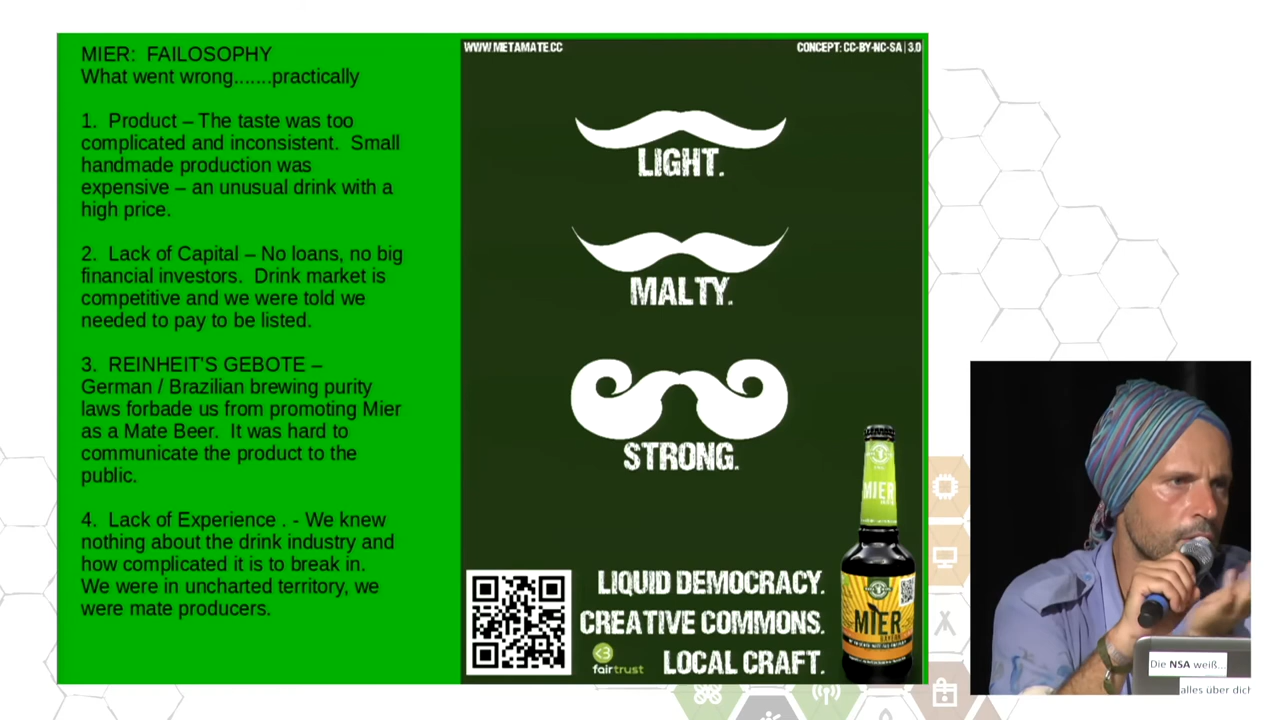 MIER: FAILOSOPHY
What went wrong.......practically
1. Product – The taste was too
complicated and inconsistent. Small
handmade production was
expensive – an unusual drink with a
high price.
2. Lack of Capital – No loans, no big
financial investors. Drink market is
competitive and we were told we
needed to pay to be listed.
3. REINHEIT'S GEBOTE –
German / Brazilian brewing purity
laws forbade us from promoting Mier
as a Mate Beer. It was hard to
communicate the product to the
public.
4. Lack of Experience . - We knew
nothing about the drink industry and
how complicated it is to break in.
We were in uncharted territory, we
were mate producers.
WWW.METAMATE.CC
CONCEPT: CC-BY-NC-SA | 3.0
LIGHT.
MALTY.
STRONG.
LIQUID DEMOCRACY.
CREATIVE COMMONS.
LOCAL CRAFT.
fairtrust
MIER
MIER
Die NSA weiß...
alles über dich